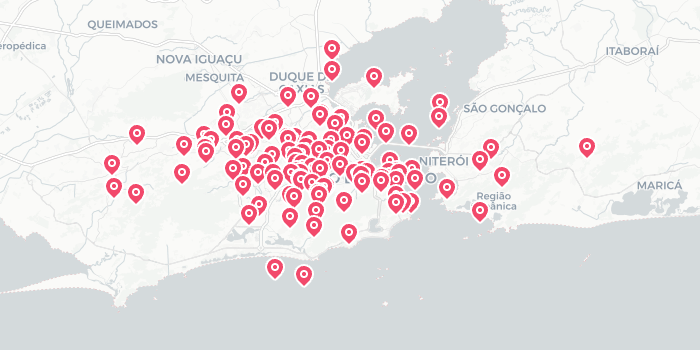 QUEIMADOS
eropédica
ITABORAÍ
NOVA IGUAÇU
MESQUITA
DUQUE D
XIAS
SÃO GONÇALO
NITERÓI
O
Região
ânica
MARICÁ